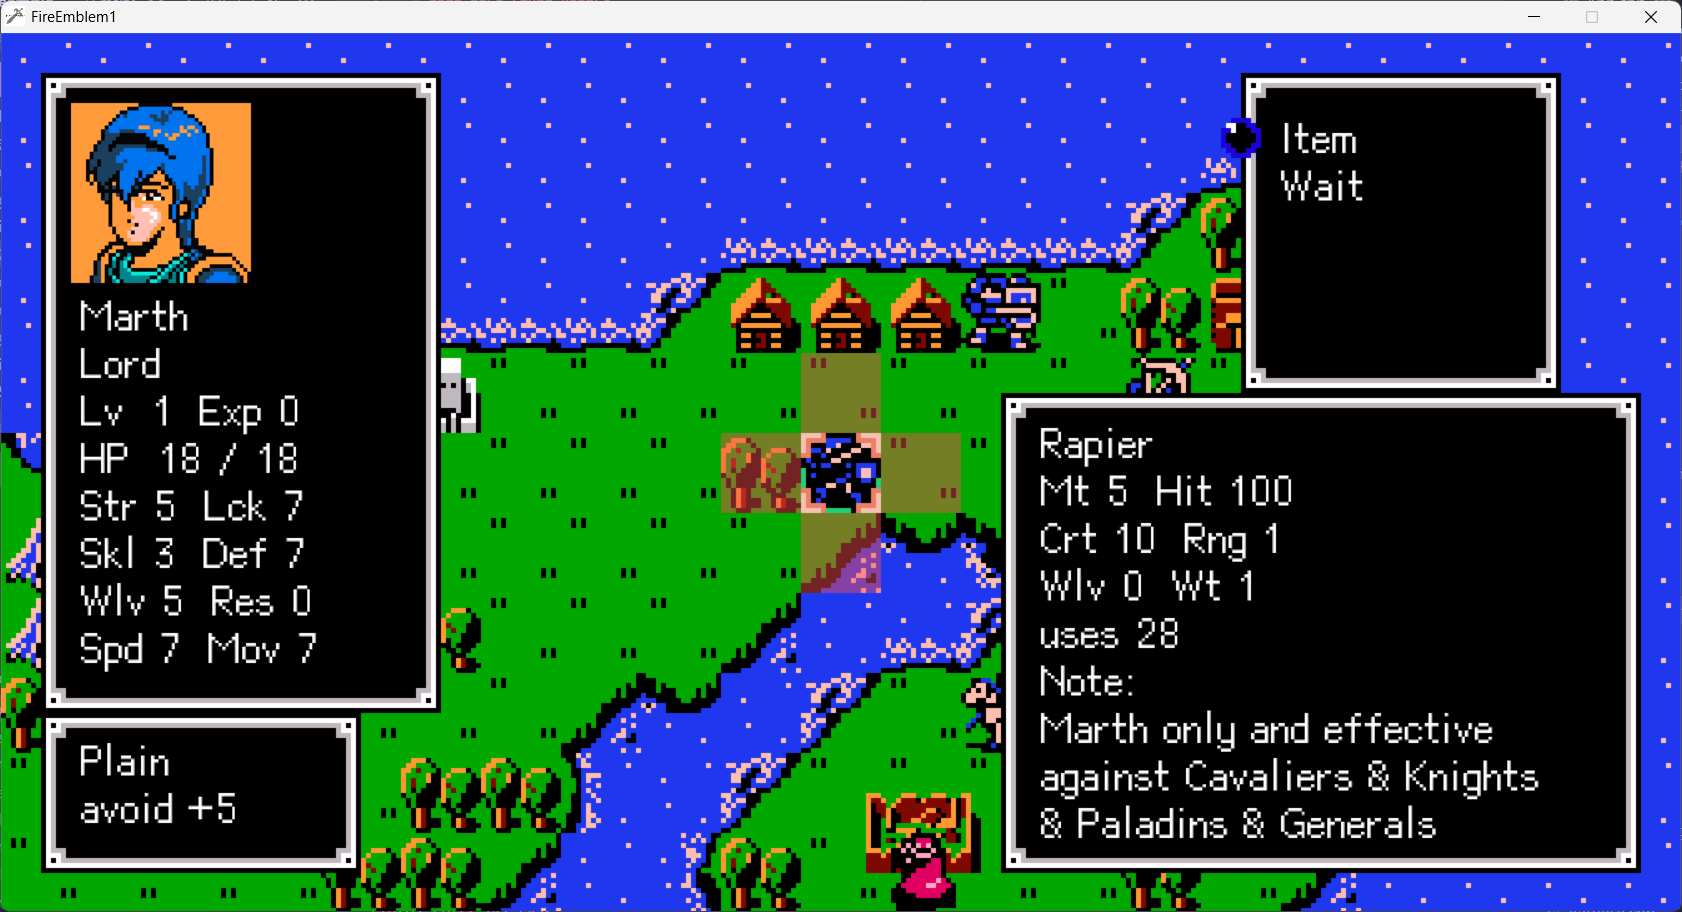 FireEmblem1
Marth
Lord
Lv 1 Exp 0
HP 18 / 18
Str 5 Lck 7
Skl 3 Def 7
Wlv 5 Res 0
Spd 7 Mov 7
Plain
avoid +5
Item
Wait
Rapier
Mt 5 Hit 100
Crt 10 Rng 1
Wlv 0 Wt 1
uses 28
Note:
Marth only and effective
against Cavaliers & Knights
& Paladins & Generals